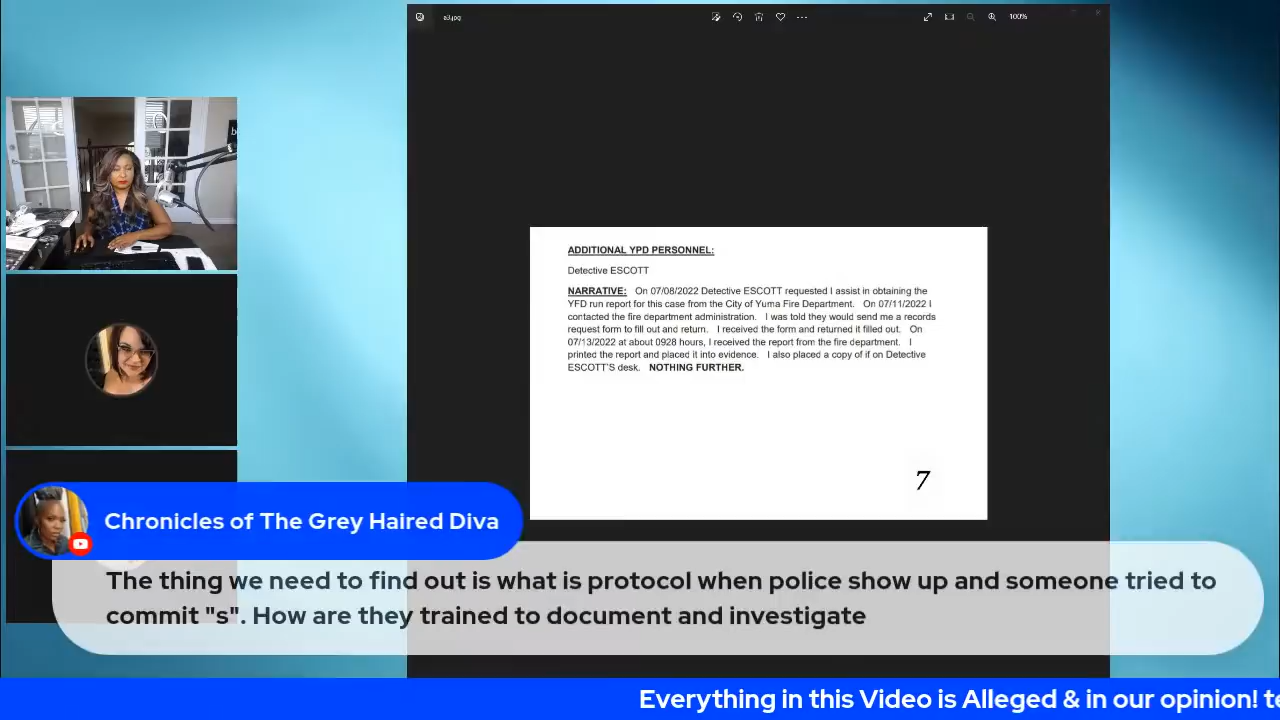 a3.jpg
100%
ADDITIONAL YPD PERSONNEL:
Detective ESCOTT
NARRATIVE: On 07/08/2022 Detective ESCOTT requested I assist in obtaining the
YFD run report for this case from the City of Yuma Fire Department. On 07/11/2022 I
contacted the fire department administration. I was told they would send me a records
request form to fill out and return. I received the form and returned it filled out. On
07/13/2022 at about 0928 hours, I received the report from the fire department. I
printed the report and placed it into evidence. I also placed a copy of if on Detective
ESCOTT'S desk. NOTHING FURTHER.
7
Chronicles of The Grey Haired Diva
The thing we need to find out is what is protocol when police show up and someone tried to
commit "s". How are they trained to document and investigate
Everything in this Video is Alleged & in our opinion! te